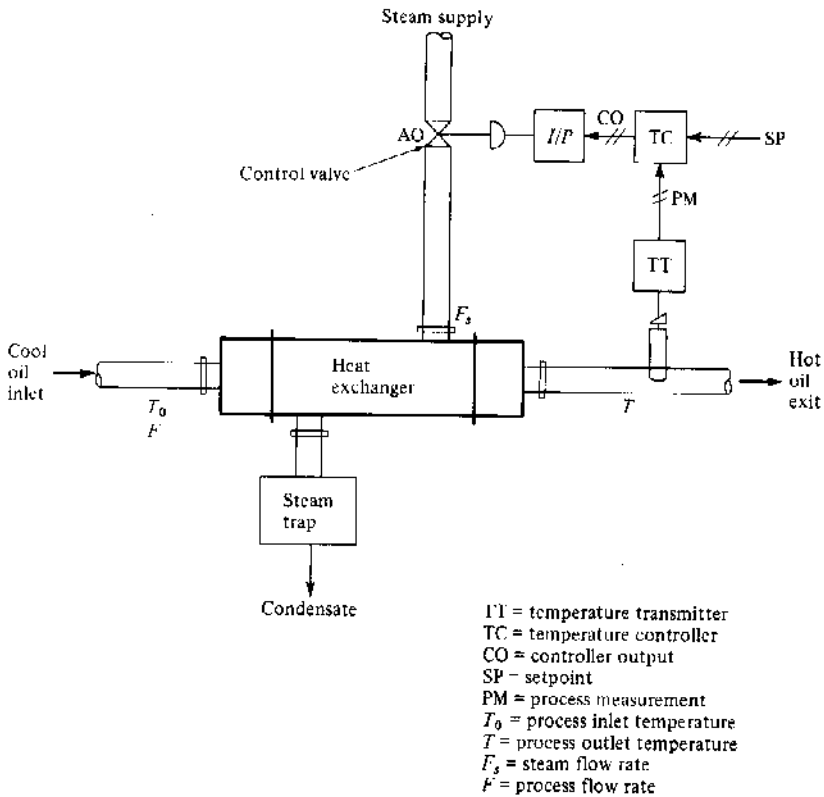 Steam supply
AO
Control valve
I/P
CO
TC
SP
PM
TT
F_s
Cool
oil
inlet
T_0
F
Heat
exchanger
T
Hot
oil
exit
Steam
trap
Condensate
TT = temperature transmitter
TC = temperature controller
CO = controller output
SP = setpoint
PM = process measurement
T_0 = process inlet temperature
T = process outlet temperature
F_s = steam flow rate
F = process flow rate